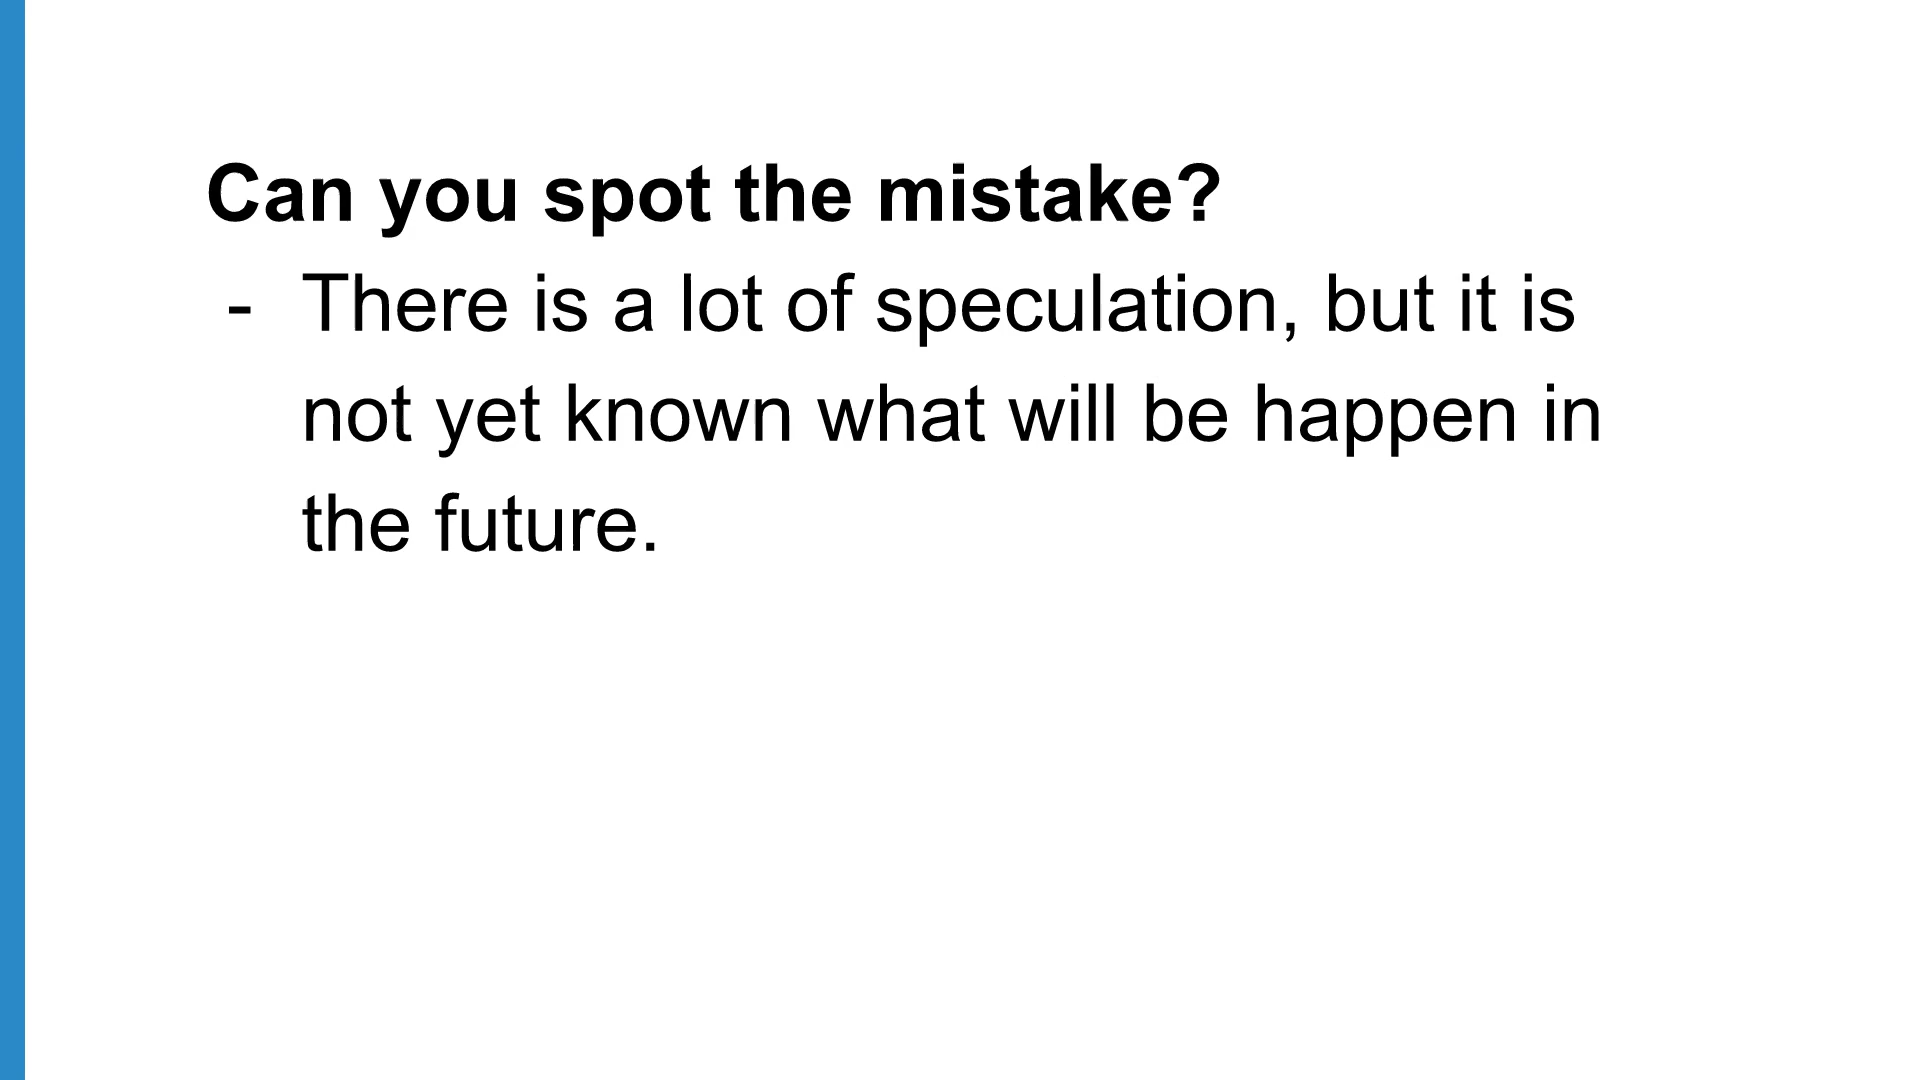 Can you spot the mistake?
- There is a lot of speculation, but it is
not yet known what will be happen in
the future.